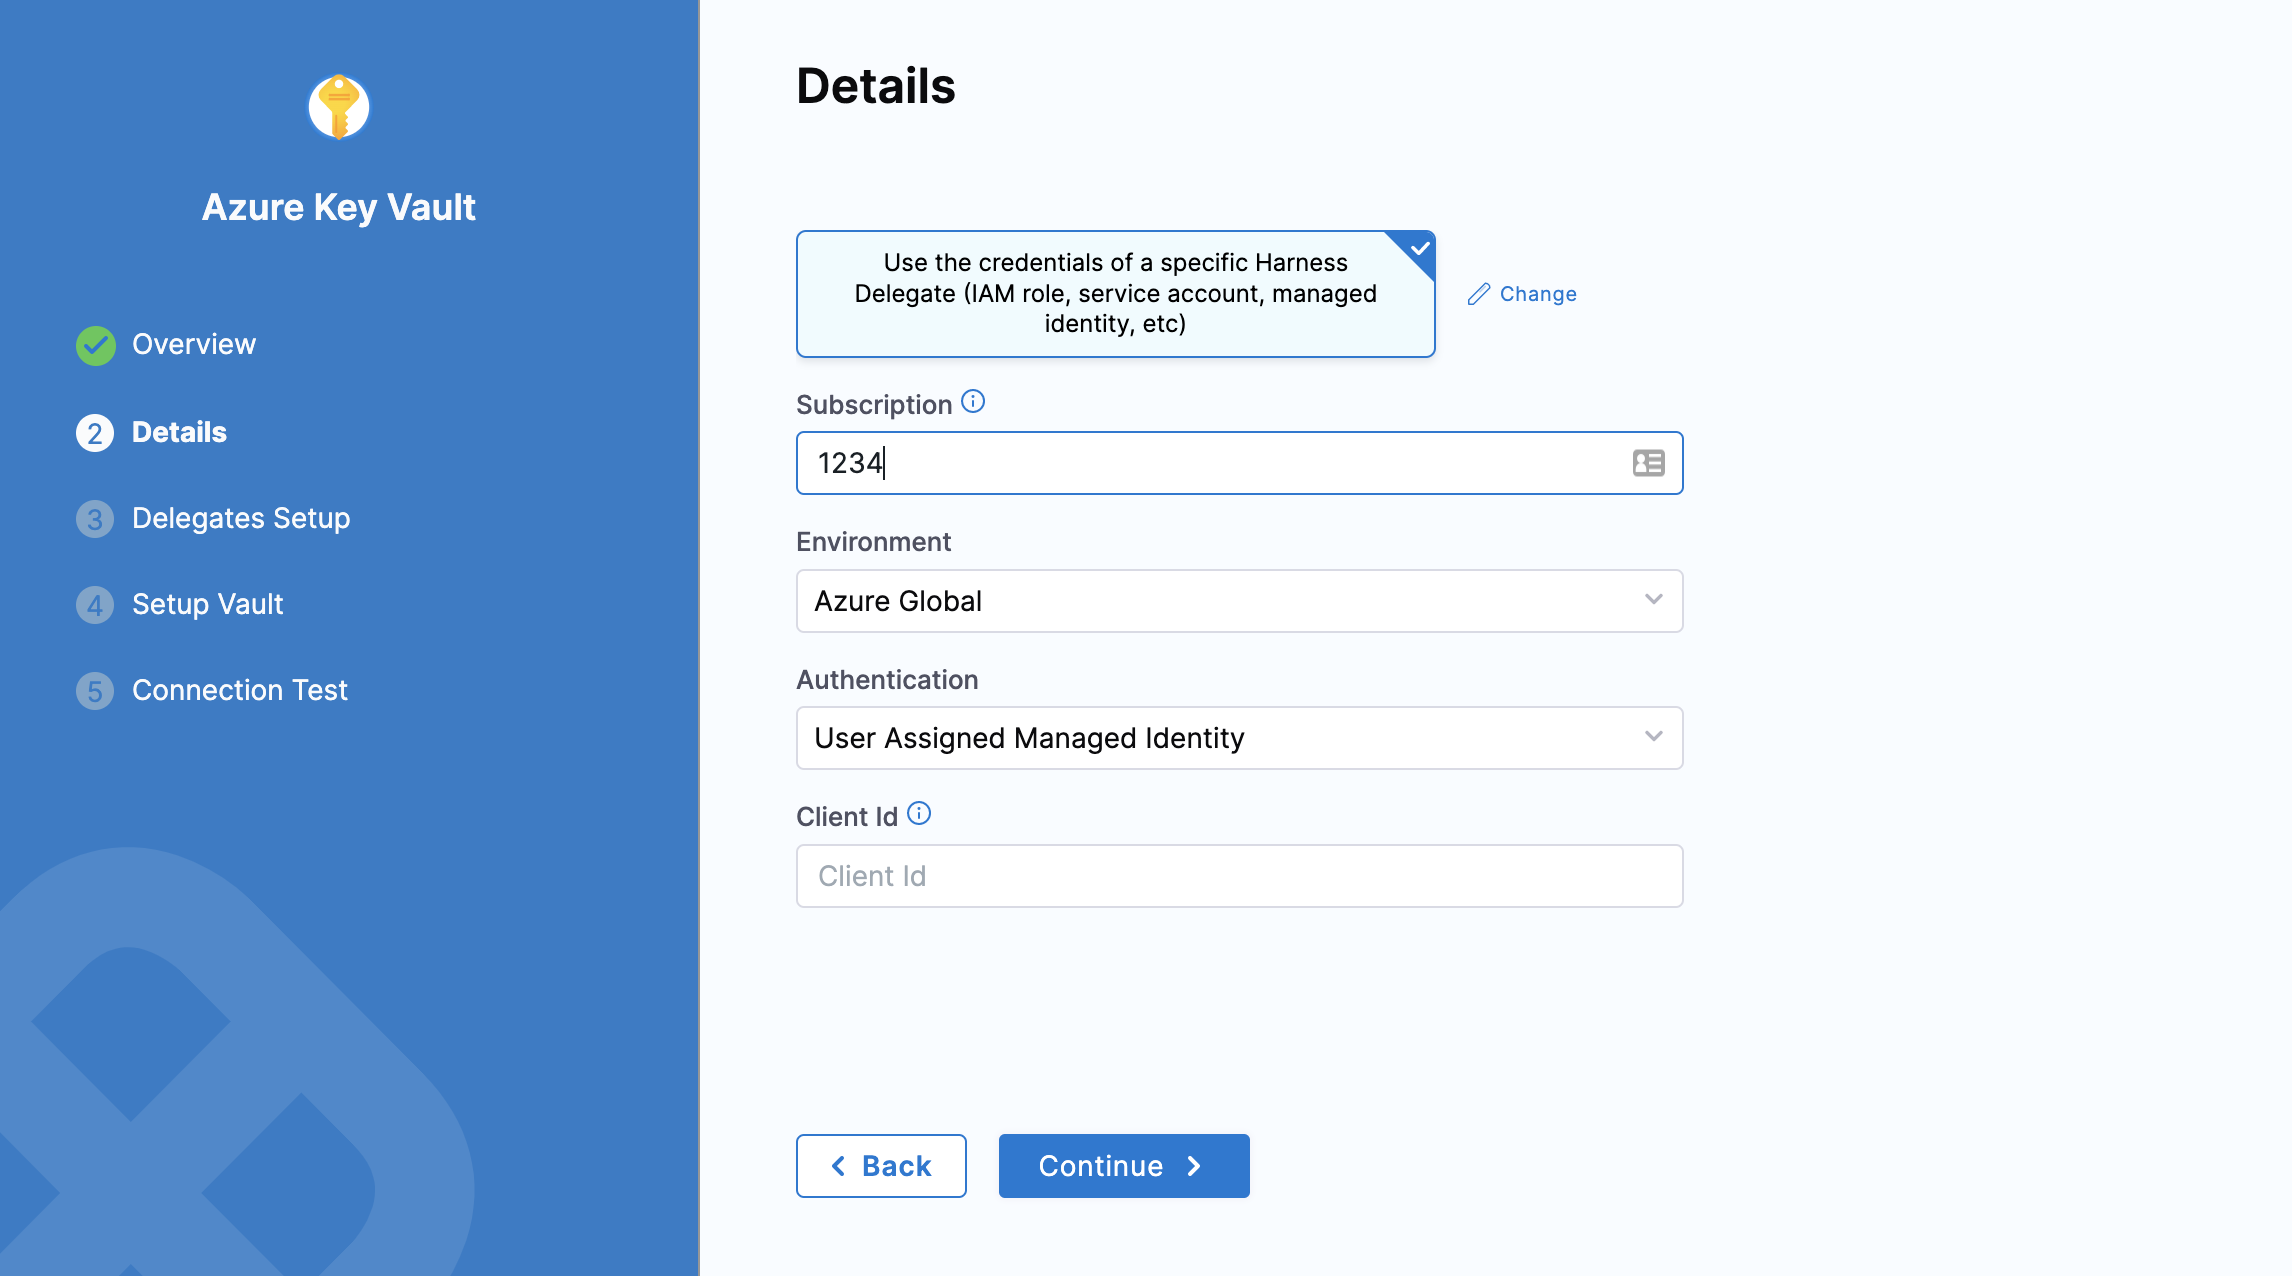 Azure Key Vault
Overview
2 Details
3 Delegates Setup
4 Setup Vault
5 Connection Test
Details
Use the credentials of a specific Harness
Delegate (IAM role, service account, managed
identity, etc)
Change
Subscription
1234
Environment
Azure Global
Authentication
User Assigned Managed Identity
Client Id
Client Id
Back
Continue